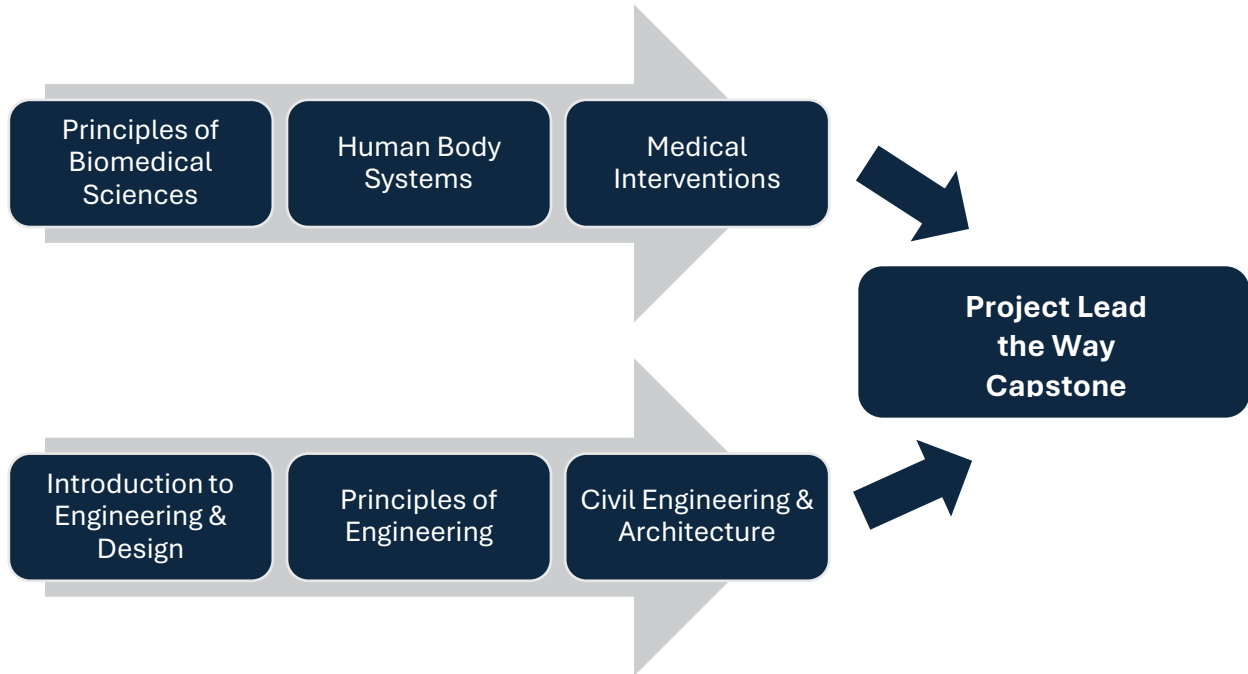 Principles of
Biomedical
Sciences
Human Body
Systems
Medical
Interventions
Project Lead
the Way
Capstone
Introduction to
Engineering &
Design
Principles of
Engineering
Civil Engineering &
Architecture